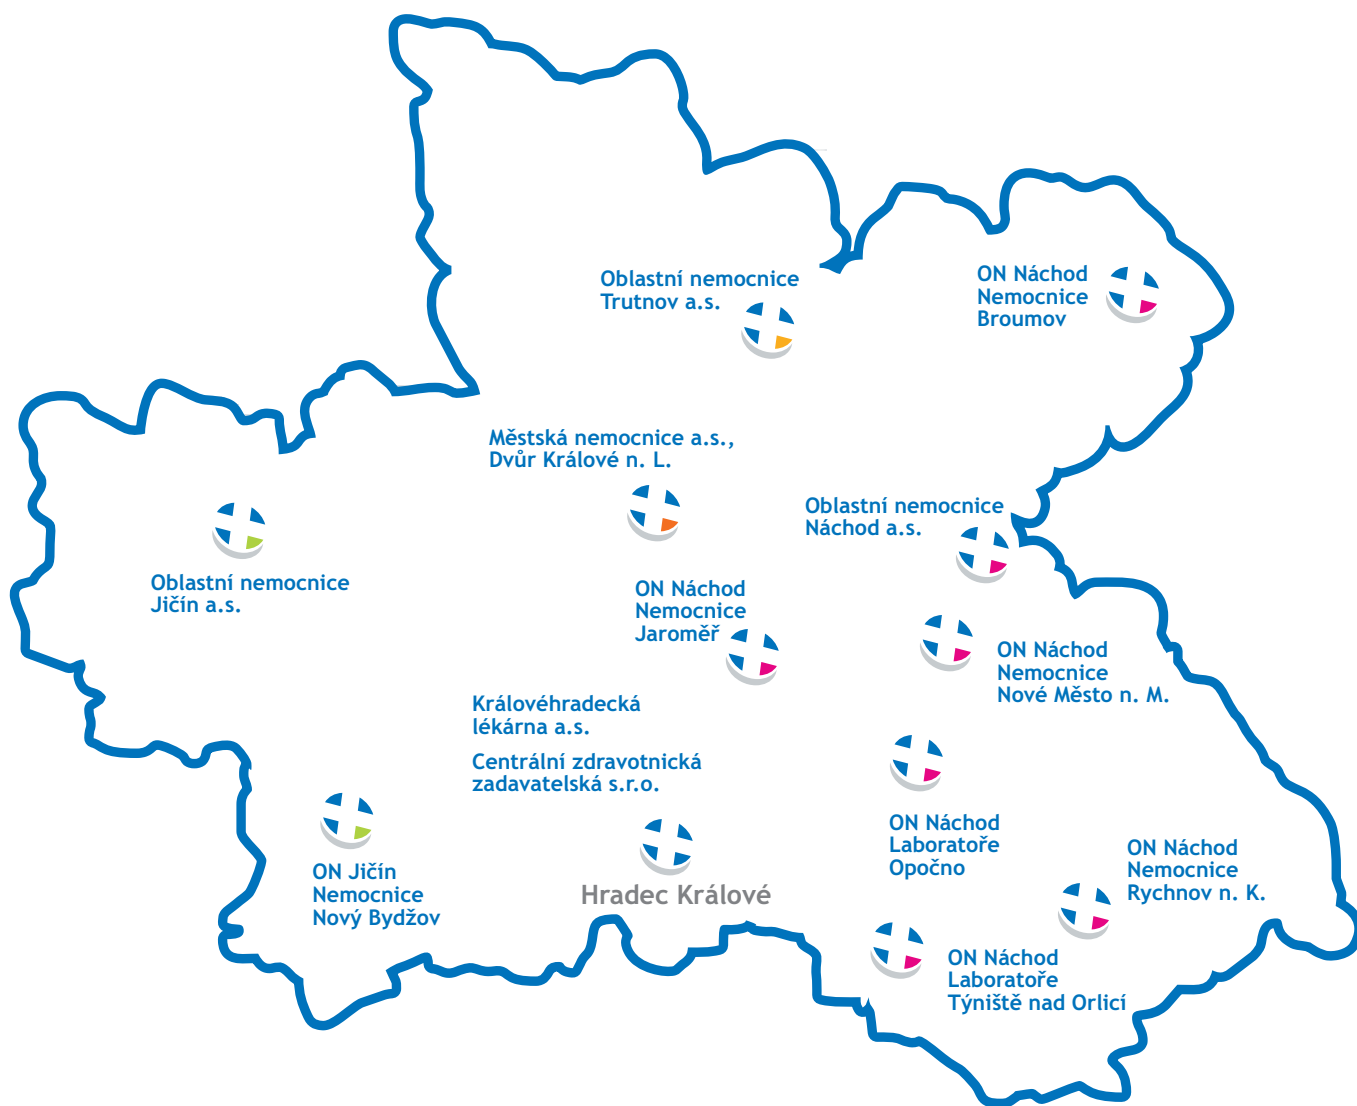 ON Náchod
Nemocnice
Broumov
Oblastní nemocnice
Trutnov a.s.
Městská nemocnice a.s.,
Dvůr Králové n. L.
Oblastní nemocnice
Náchod a.s.
Oblastní nemocnice
Jičín a.s.
ON Náchod
Nemocnice
Jaroměř
ON Náchod
Nemocnice
Nové Město n. M.
Královéhradecká
lékárna a.s.
Centrální zdravotnická
zadavatelská s.r.o.
Hradec Králové
ON Náchod
Laboratoře
Opočno
ON Náchod
Nemocnice
Rychnov n. K.
ON Jičín
Nemocnice
Nový Bydžov
ON Náchod
Laboratoře
Týniště nad Orlicí